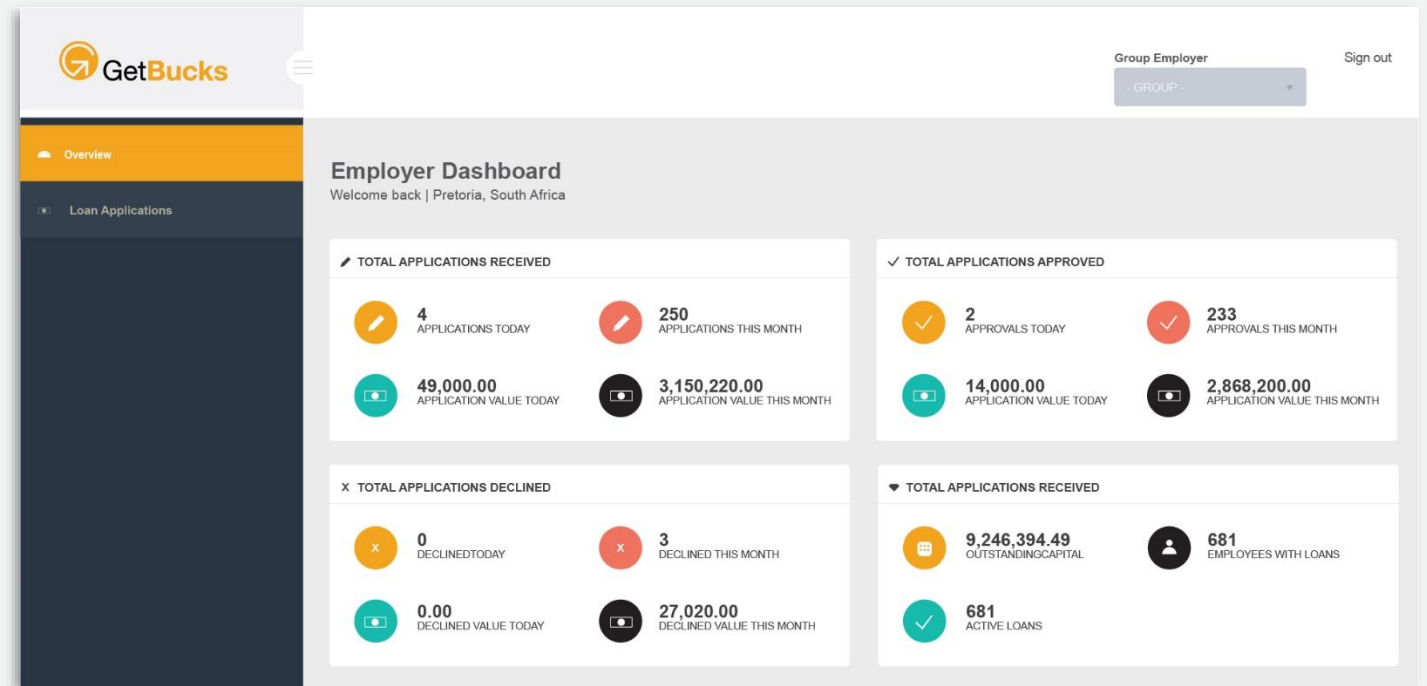 GetBucks
Group Employer
Sign out
- GROUP -
Overview
Loan Applications
Employer Dashboard
Welcome back | Pretoria, South Africa
TOTAL APPLICATIONS RECEIVED
4
APPLICATIONS TODAY
250
APPLICATIONS THIS MONTH
49,000.00
APPLICATION VALUE TODAY
3,150,220.00
APPLICATION VALUE THIS MONTH
TOTAL APPLICATIONS APPROVED
2
APPROVALS TODAY
233
APPROVALS THIS MONTH
14,000.00
APPLICATION VALUE TODAY
2,868,200.00
APPLICATION VALUE THIS MONTH
X TOTAL APPLICATIONS DECLINED
x
0
DECLINEDTODAY
x
3
DECLINED THIS MONTH
0.00
DECLINED VALUE TODAY
27,020.00
DECLINED VALUE THIS MONTH
TOTAL APPLICATIONS RECEIVED
9,246,394.49
OUTSTANDINGCAPITAL
681
EMPLOYEES WITH LOANS
681
ACTIVE LOANS